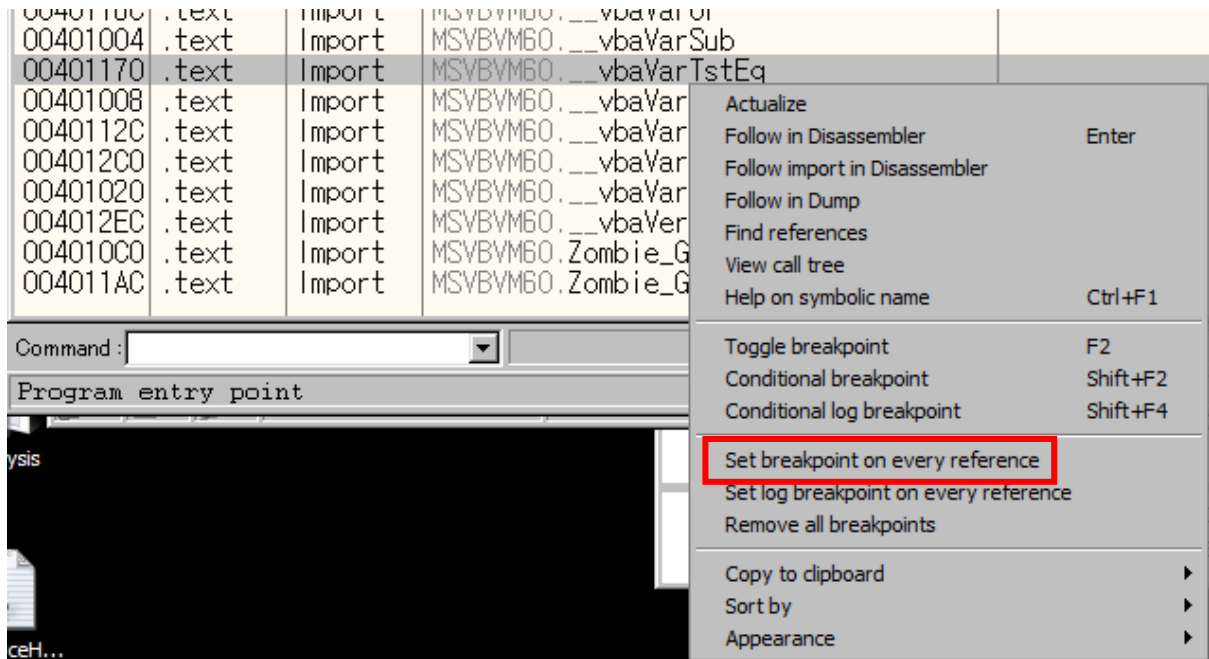 .text Import MSVBVM60.__vbaVarOr
00401004 .text Import MSVBVM60.__vbaVarSub
00401170 .text Import MSVBVM60.__vbaVarTstEq
00401008 .text Import MSVBVM60.__vbaVar
0040112C .text Import MSVBVM60.__vbaVar
004012C0 .text Import MSVBVM60.__vbaVar
00401020 .text Import MSVBVM60.__vbaVar
004012EC .text Import MSVBVM60.__vbaVer
004010C0 .text Import MSVBVM60.Zombie_G
004011AC .text Import MSVBVM60.Zombie_G
Command :
Program entry point
ysis
ceH...
Actualize
Follow in Disassembler Enter
Follow import in Disassembler
Follow in Dump
Find references
View call tree
Help on symbolic name Ctrl+F1
Toggle breakpoint F2
Conditional breakpoint Shift+F2
Conditional log breakpoint Shift+F4
Set breakpoint on every reference
Set log breakpoint on every reference
Remove all breakpoints
Copy to clipboard
Sort by
Appearance